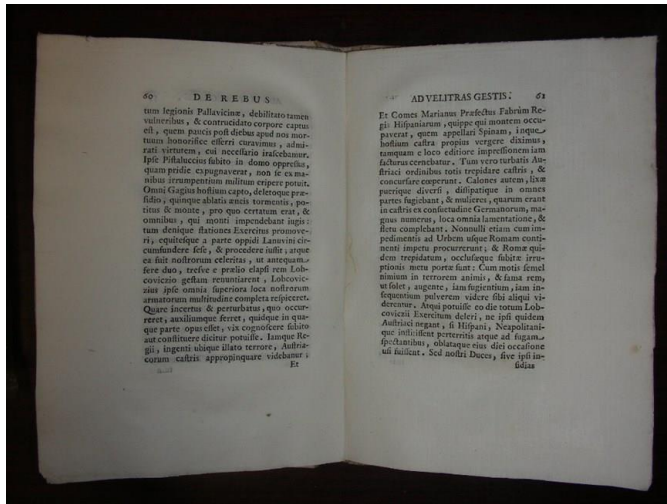 60 DE REBUS
tum legionis Pallavicinæ, debilitato tamen
vulneribus, & contrucidato corpore captus
est, quem paucis post diebus apud nos mor-
tuum honorifice efferri curavimus, admi-
rati virtutem, cui necessario irascebamur.
Ipse Pistaluccius subito in domo oppressus,
quam pridie expugnaverat, non se ex ma-
nibus irrumpentium militum eripere potuit.
Omni Gagius hostium capto, deletoque præ-
sidio, quinque ablatis æneis tormentis, po-
titus & monte, pro quo certatum erat, &
omnibus, qui monti impendebant iugis:
tum denique stationes Exercitus promove-
ri, equitesque a parte oppidi Lanuvini cir-
cumfundere sese, & procedere iussit; atque
ea fuit nostrorum celeritas, ut antequam
fere duo, tresve e prælio elapsi rem Lob-
coviczio gestam renuntiarent, Lobcovic-
zius ipse omnia superiora loca nostrorum
armatorum multitudine completa respiceret.
Quare incertus & perturbatus, quo occur-
reret, auxiliumque ferret, quidque in qua-
que parte opus esset, vix cognoscere subito
aut constituere dicitur potuisse. Iamque Re-
gii, ingenti ubique illato terrore, Austria-
corum castris appropinquare videbantur;
Et
AD VELITRAS GESTIS. 61
Et Comes Marianus Præfectus Fabrûm Re-
gis Hispaniarum, quippe qui montem occu-
paverat, quem appellari Spinam, inque
hostium castra propius vergere diximus,
tamquam e loco editiore impressionem iam
facturus cernebatur. Tum vero turbatis Au-
striaci ordinibus totis trepidare castris, &
concursare cœperunt. Calones autem, lixæ
puerique diversi, dissipatique in omnes
partes fugiebant, & mulieres, quarum erant
in castris ex consuetudine Germanorum, ma-
gnus numerus, loca omnia lamentatione, &
fletu complebant. Nonnulli etiam cum im-
pedimentis ad Urbem usque Romam conti-
nenti impetu procurrerunt; & Romæ qui-
dem trepidatum, occlusæque subitæ irru-
ptionis metu portæ sunt: Cum motis semel
nimium in terrorem animis, & fama rem,
ut solet, augente, iam fugientium, iam in-
sequentium pulverem videre sibi aliqui vi-
derentur. Atqui potuisse eo die totum Lob-
covicii Exercitum deleri, ne ipsi quidem
Austriaci negant, si Hispani, Neapolitani-
que institissent perterritis atque ad fugam
spectantibus, oblataque eius diei occasione
usi fuissent. Sed nostri Duces, sive ipsi in-
sidias